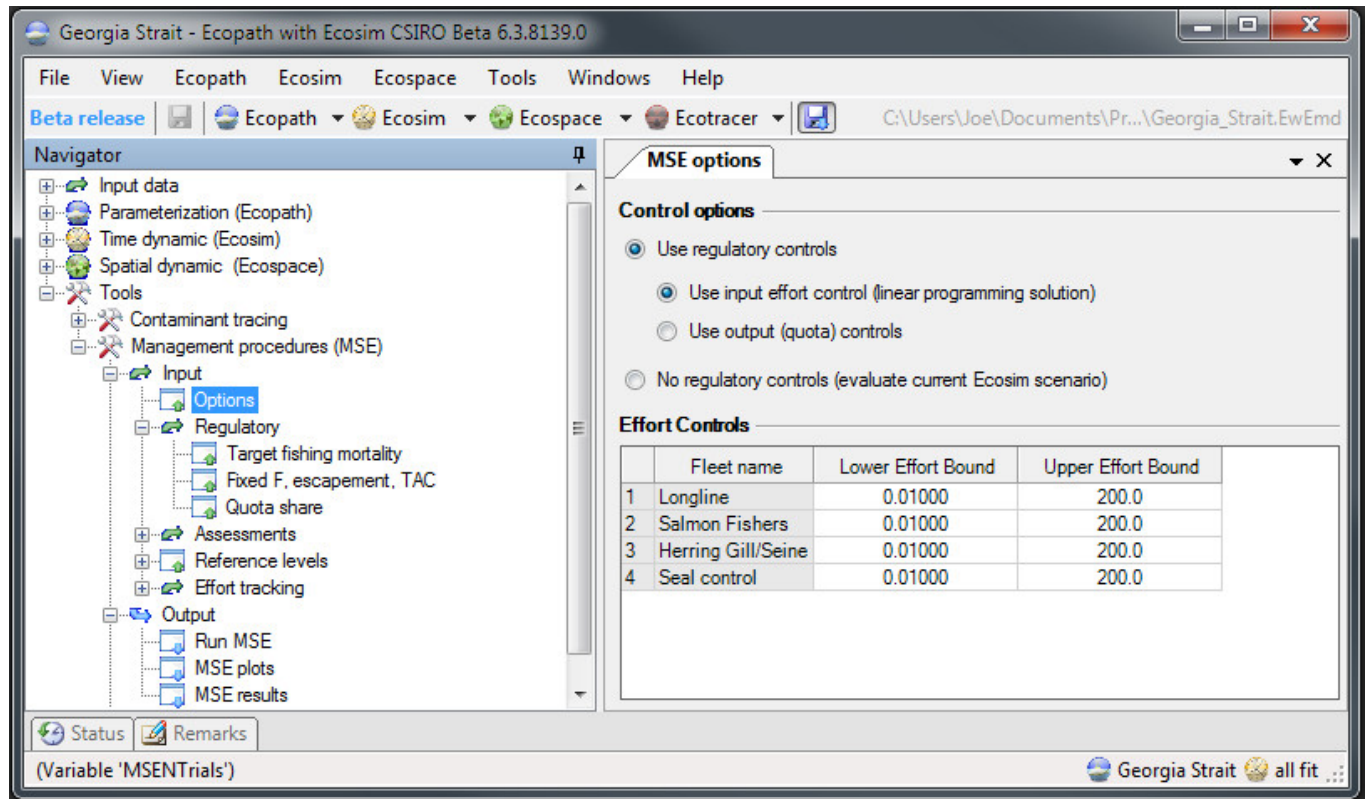 Georgia Strait - Ecopath with Ecosim CSIRO Beta 6.3.8139.0
File View Ecopath Ecosim Ecospace Tools Windows Help
Beta release Ecopath Ecosim Ecospace Ecotracer C:\Users\Joe\Documents\Pr...\Georgia_Strait.EwEmd
Navigator
Input data
Parameterization (Ecopath)
Time dynamic (Ecosim)
Spatial dynamic (Ecospace)
Tools
Contaminant tracing
Management procedures (MSE)
Input
Options
Regulatory
Target fishing mortality
Fixed F, escapement, TAC
Quota share
Assessments
Reference levels
Effort tracking
Output
Run MSE
MSE plots
MSE results
MSE options
Control options
Use regulatory controls
Use input effort control (linear programming solution)
Use output (quota) controls
No regulatory controls (evaluate current Ecosim scenario)
Effort Controls
Fleet name Lower Effort Bound Upper Effort Bound
1 Longline 0.01000 200.0
2 Salmon Fishers 0.01000 200.0
3 Herring Gill/Seine 0.01000 200.0
4 Seal control 0.01000 200.0
Status Remarks
(Variable 'MSENTrials') Georgia Strait all fit